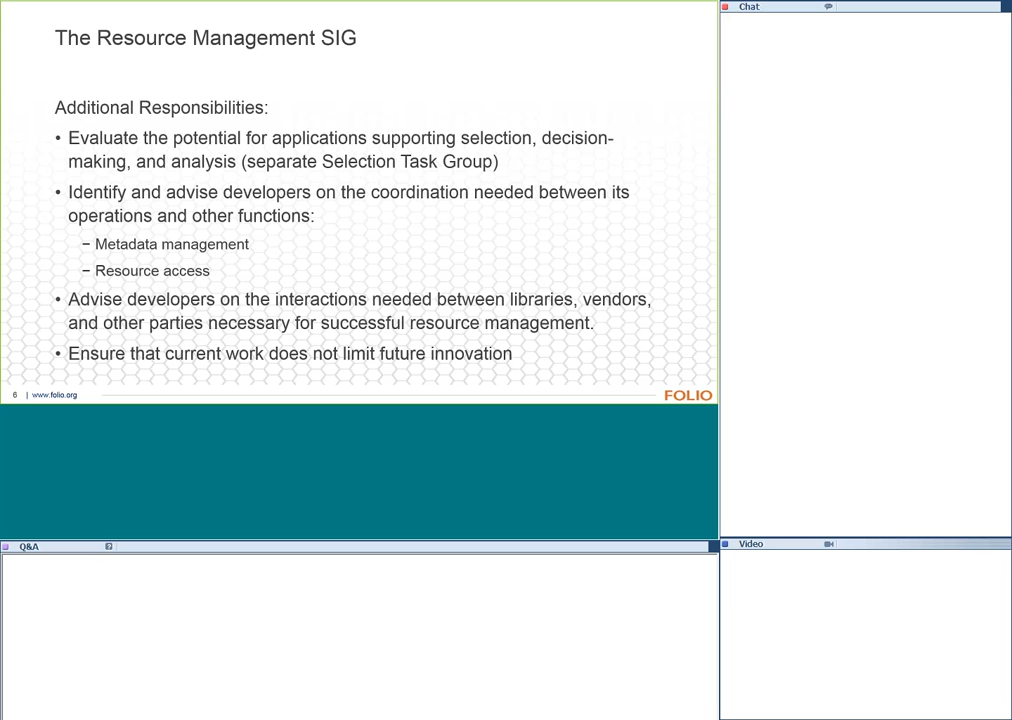 The Resource Management SIG
Additional Responsibilities:
• Evaluate the potential for applications supporting selection, decision-
making, and analysis (separate Selection Task Group)
• Identify and advise developers on the coordination needed between its
operations and other functions:
− Metadata management
− Resource access
• Advise developers on the interactions needed between libraries, vendors,
and other parties necessary for successful resource management.
• Ensure that current work does not limit future innovation
6 | www.folio.org
FOLIO
Chat
Q&A
Video